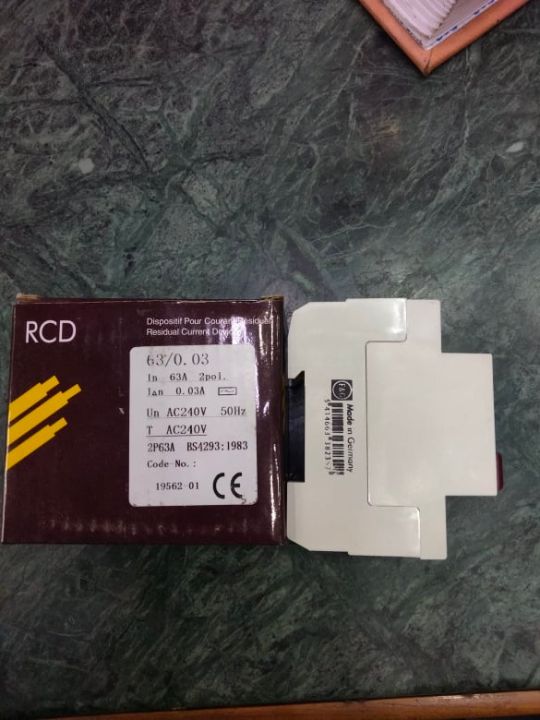 RCD
Dispositif Pour Courant Résiduel
Residual Current Device
63/0.03
In 63A 2pol.
IΔn 0.03A
Un AC240V 50Hz
T AC240V
2P63A BS4293:1983
Code-No.:
19562-01 CE
Made in Germany